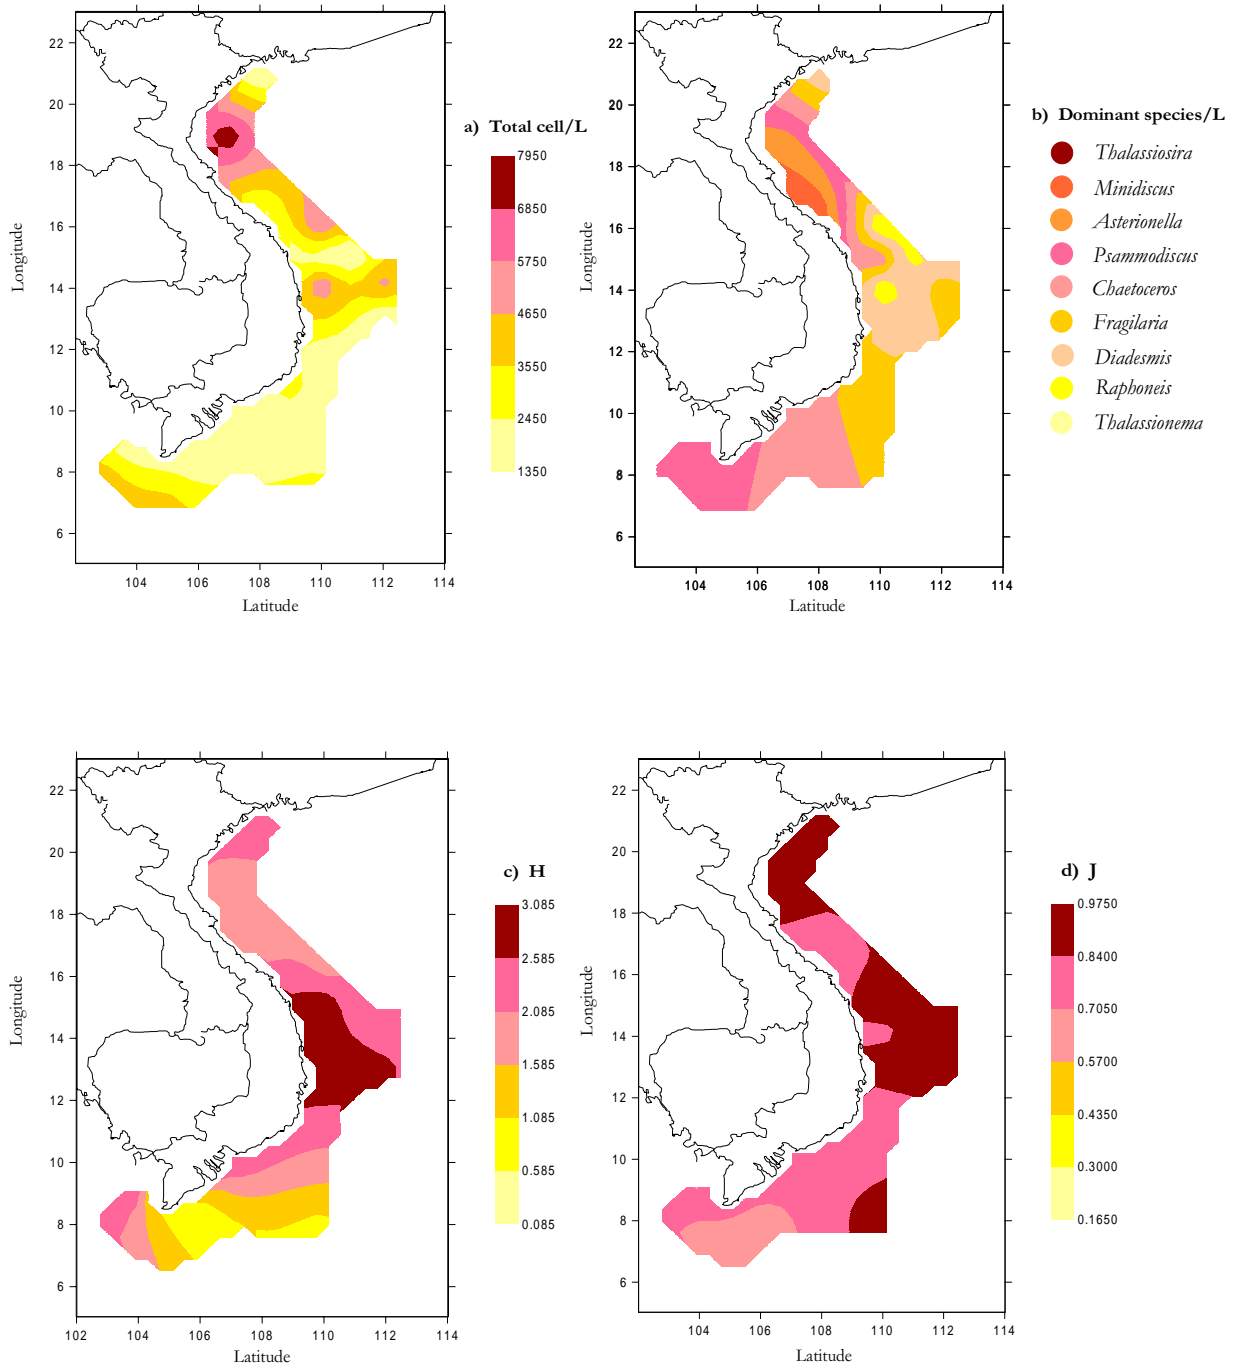 a) Total cell/L
7950
6850
5750
4650
3550
2450
1350
22
20
18
16
14
12
10
8
6
Longitude
104 106 108 110 112 114
Latitude
b) Dominant species/L
Thalassiosira
Minidiscus
Asterionella
Psammodiscus
Chaetoceros
Fragilaria
Diadesmis
Raphoneis
Thalassionema
22
20
18
16
14
12
10
8
6
Longitude
104 106 108 110 112 114
Latitude
c) H
3.085
2.585
2.085
1.585
1.085
0.585
0.085
22
20
18
16
14
12
10
8
6
Longitude
102 104 106 108 110 112 114
Latitude
d) J
0.9750
0.8400
0.7050
0.5700
0.4350
0.3000
0.1650
22
20
18
16
14
12
10
8
6
Longitude
104 106 108 110 112 114
Latitude